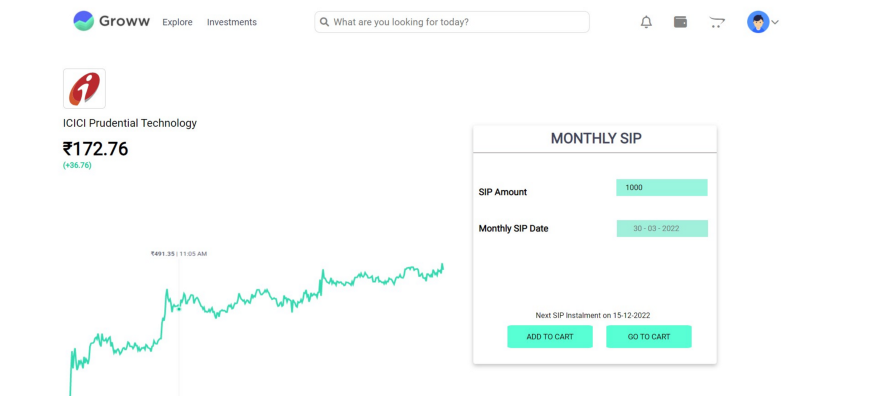 Groww Explore Investments What are you looking for today?
ICICI Prudential Technology
₹172.76
(+36.76)
₹491.35 | 11:05 AM
MONTHLY SIP
SIP Amount 1000
Monthly SIP Date 30 - 03 - 2022
Next SIP Instalment on 15-12-2022
ADD TO CART GO TO CART